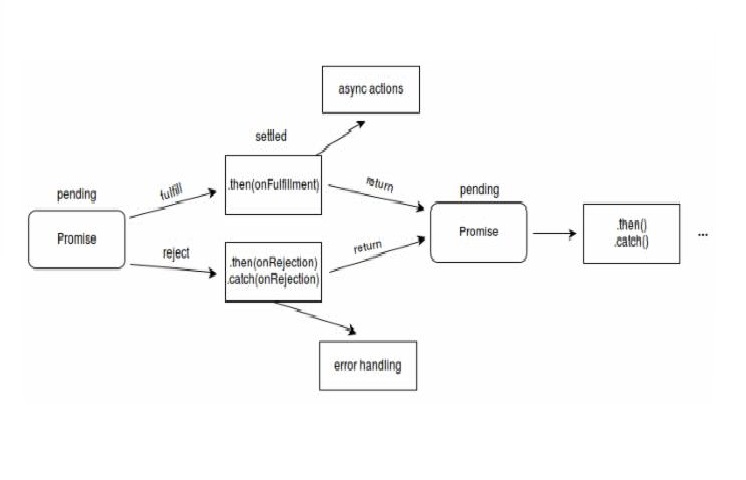 async actions
settled
.then(onFulfillment)
fulfill
return
pending
Promise
pending
Promise
.then()
.catch()
...
reject
.then(onRejection)
.catch(onRejection)
return
error handling